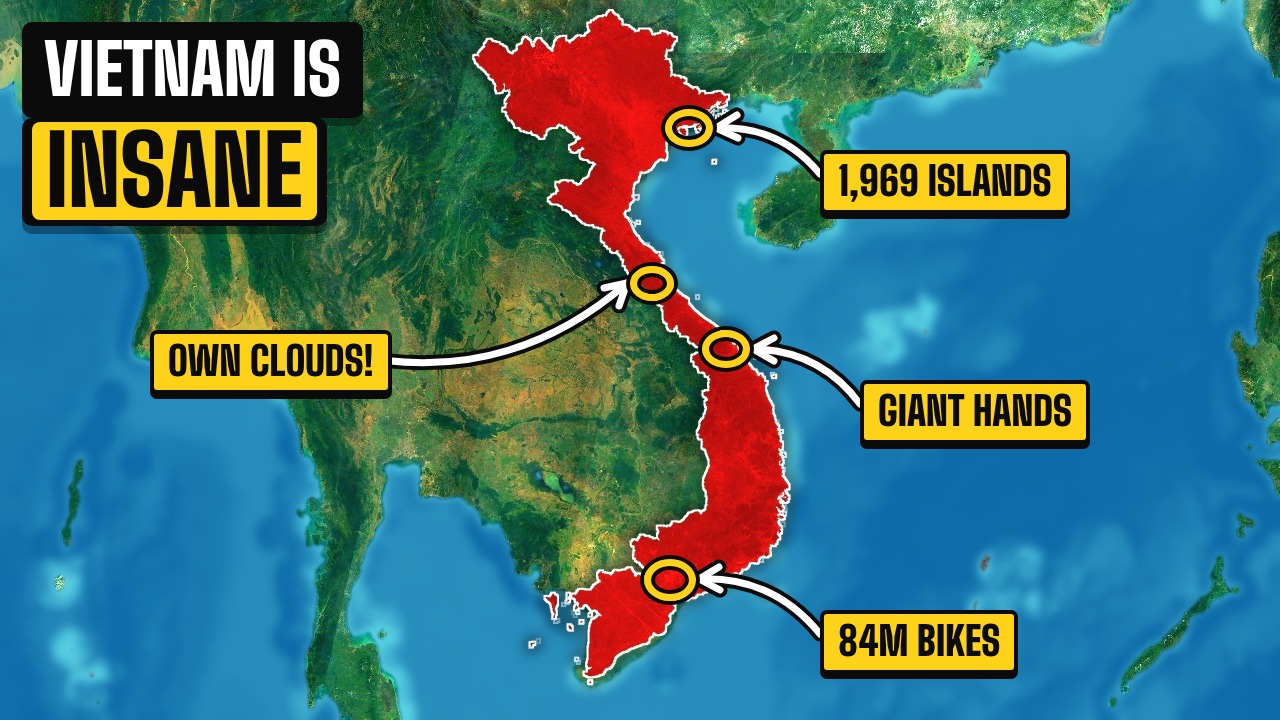 VIETNAM IS
INSANE
1,969 ISLANDS
OWN CLOUDS!
GIANT HANDS
84M BIKES